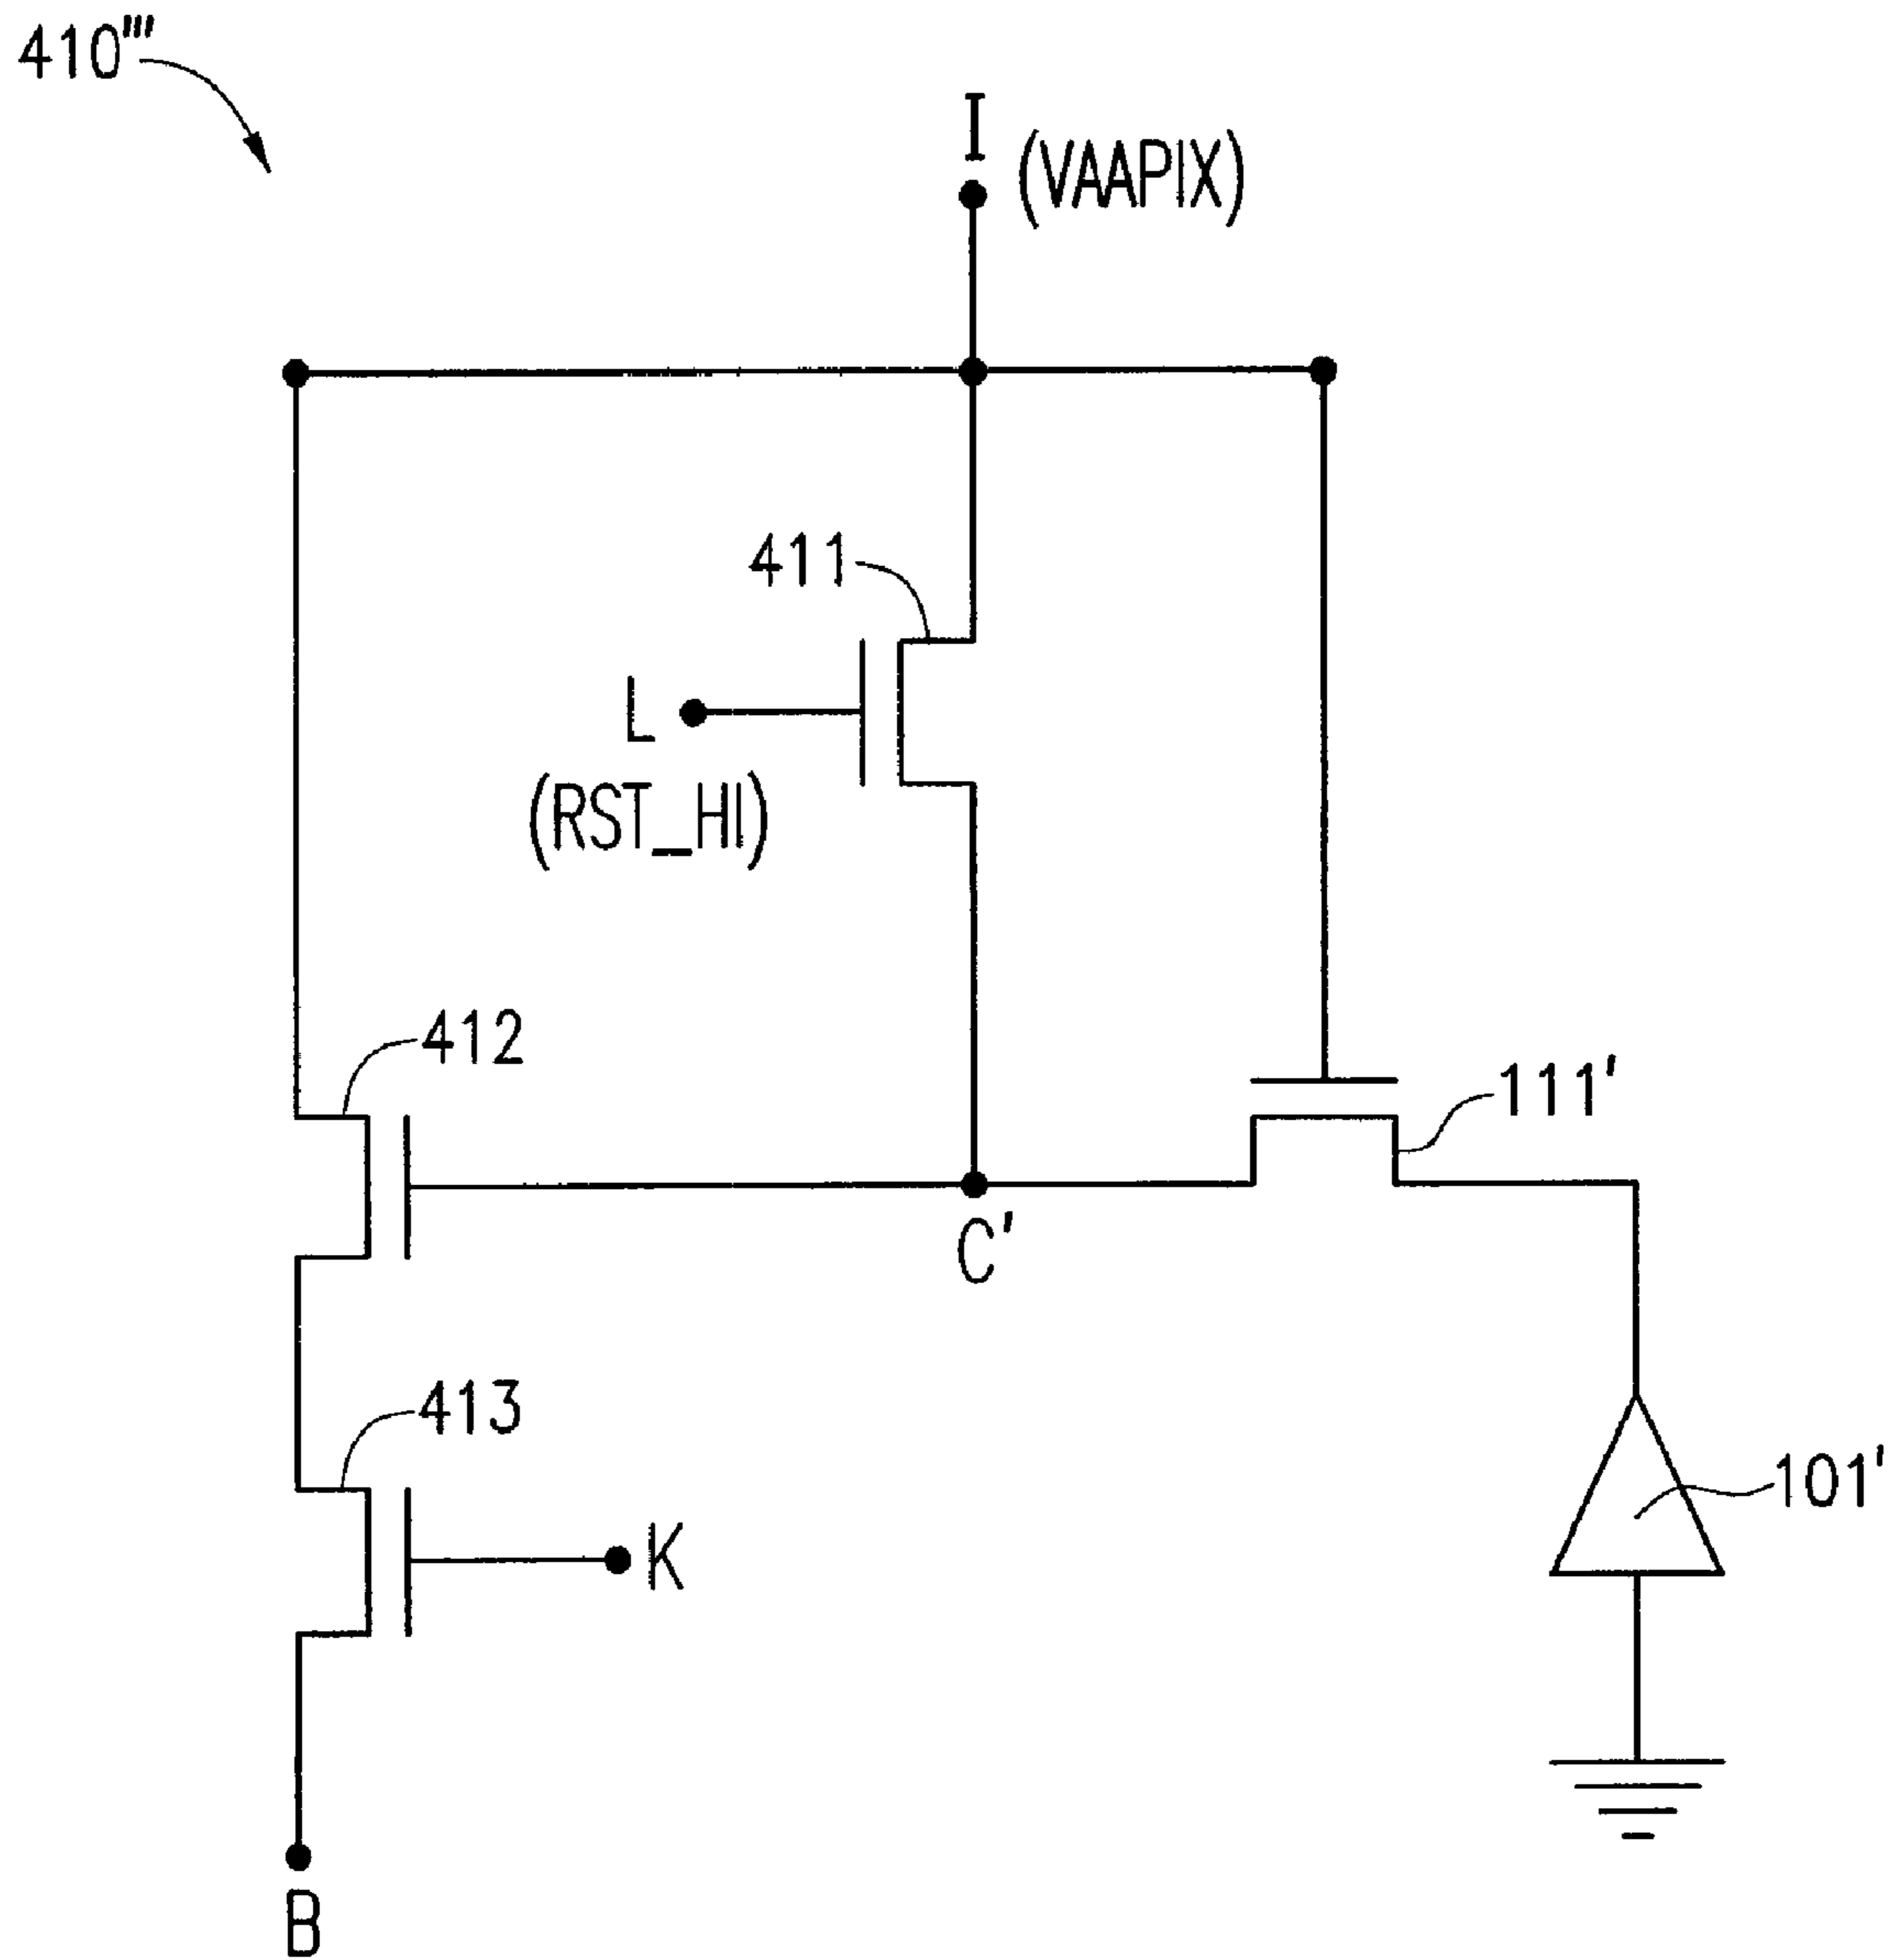 410'''
I
(VAAPIX)
411
L
(RST_HI)
412
111'
C'
413
101'
K
B